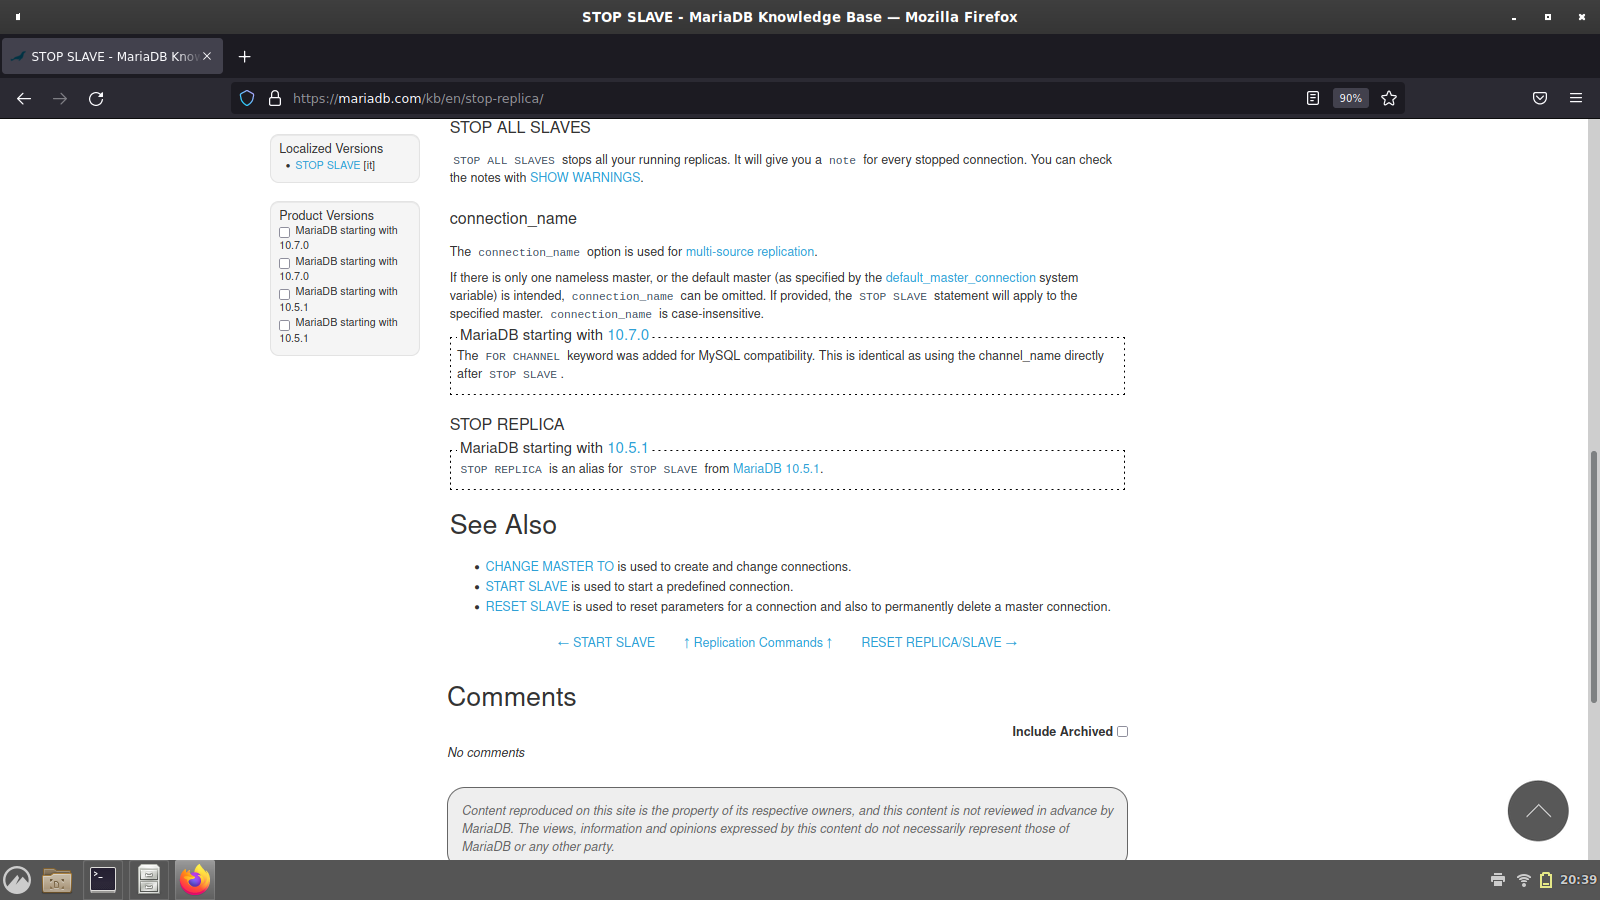 STOP SLAVE - MariaDB Knowledge Base — Mozilla Firefox
STOP SLAVE - MariaDB Know
https://mariadb.com/kb/en/stop-replica/
90%
Localized Versions
• STOP SLAVE [it]
Product Versions
MariaDB starting with
10.7.0
MariaDB starting with
10.7.0
MariaDB starting with
10.5.1
MariaDB starting with
10.5.1
STOP ALL SLAVES
STOP ALL SLAVES stops all your running replicas. It will give you a note for every stopped connection. You can check
the notes with SHOW WARNINGS.
connection_name
The connection_name option is used for multi-source replication.
If there is only one nameless master, or the default master (as specified by the default_master_connection system
variable) is intended, connection_name can be omitted. If provided, the STOP SLAVE statement will apply to the
specified master. connection_name is case-insensitive.
MariaDB starting with 10.7.0
The FOR CHANNEL keyword was added for MySQL compatibility. This is identical as using the channel_name directly
after STOP SLAVE.
STOP REPLICA
MariaDB starting with 10.5.1
STOP REPLICA is an alias for STOP SLAVE from MariaDB 10.5.1.
See Also
• CHANGE MASTER TO is used to create and change connections.
• START SLAVE is used to start a predefined connection.
• RESET SLAVE is used to reset parameters for a connection and also to permanently delete a master connection.
← START SLAVE ↑ Replication Commands ↑ RESET REPLICA/SLAVE →
Comments
Include Archived
No comments
Content reproduced on this site is the property of its respective owners, and this content is not reviewed in advance by
MariaDB. The views, information and opinions expressed by this content do not necessarily represent those of
MariaDB or any other party.
20:39